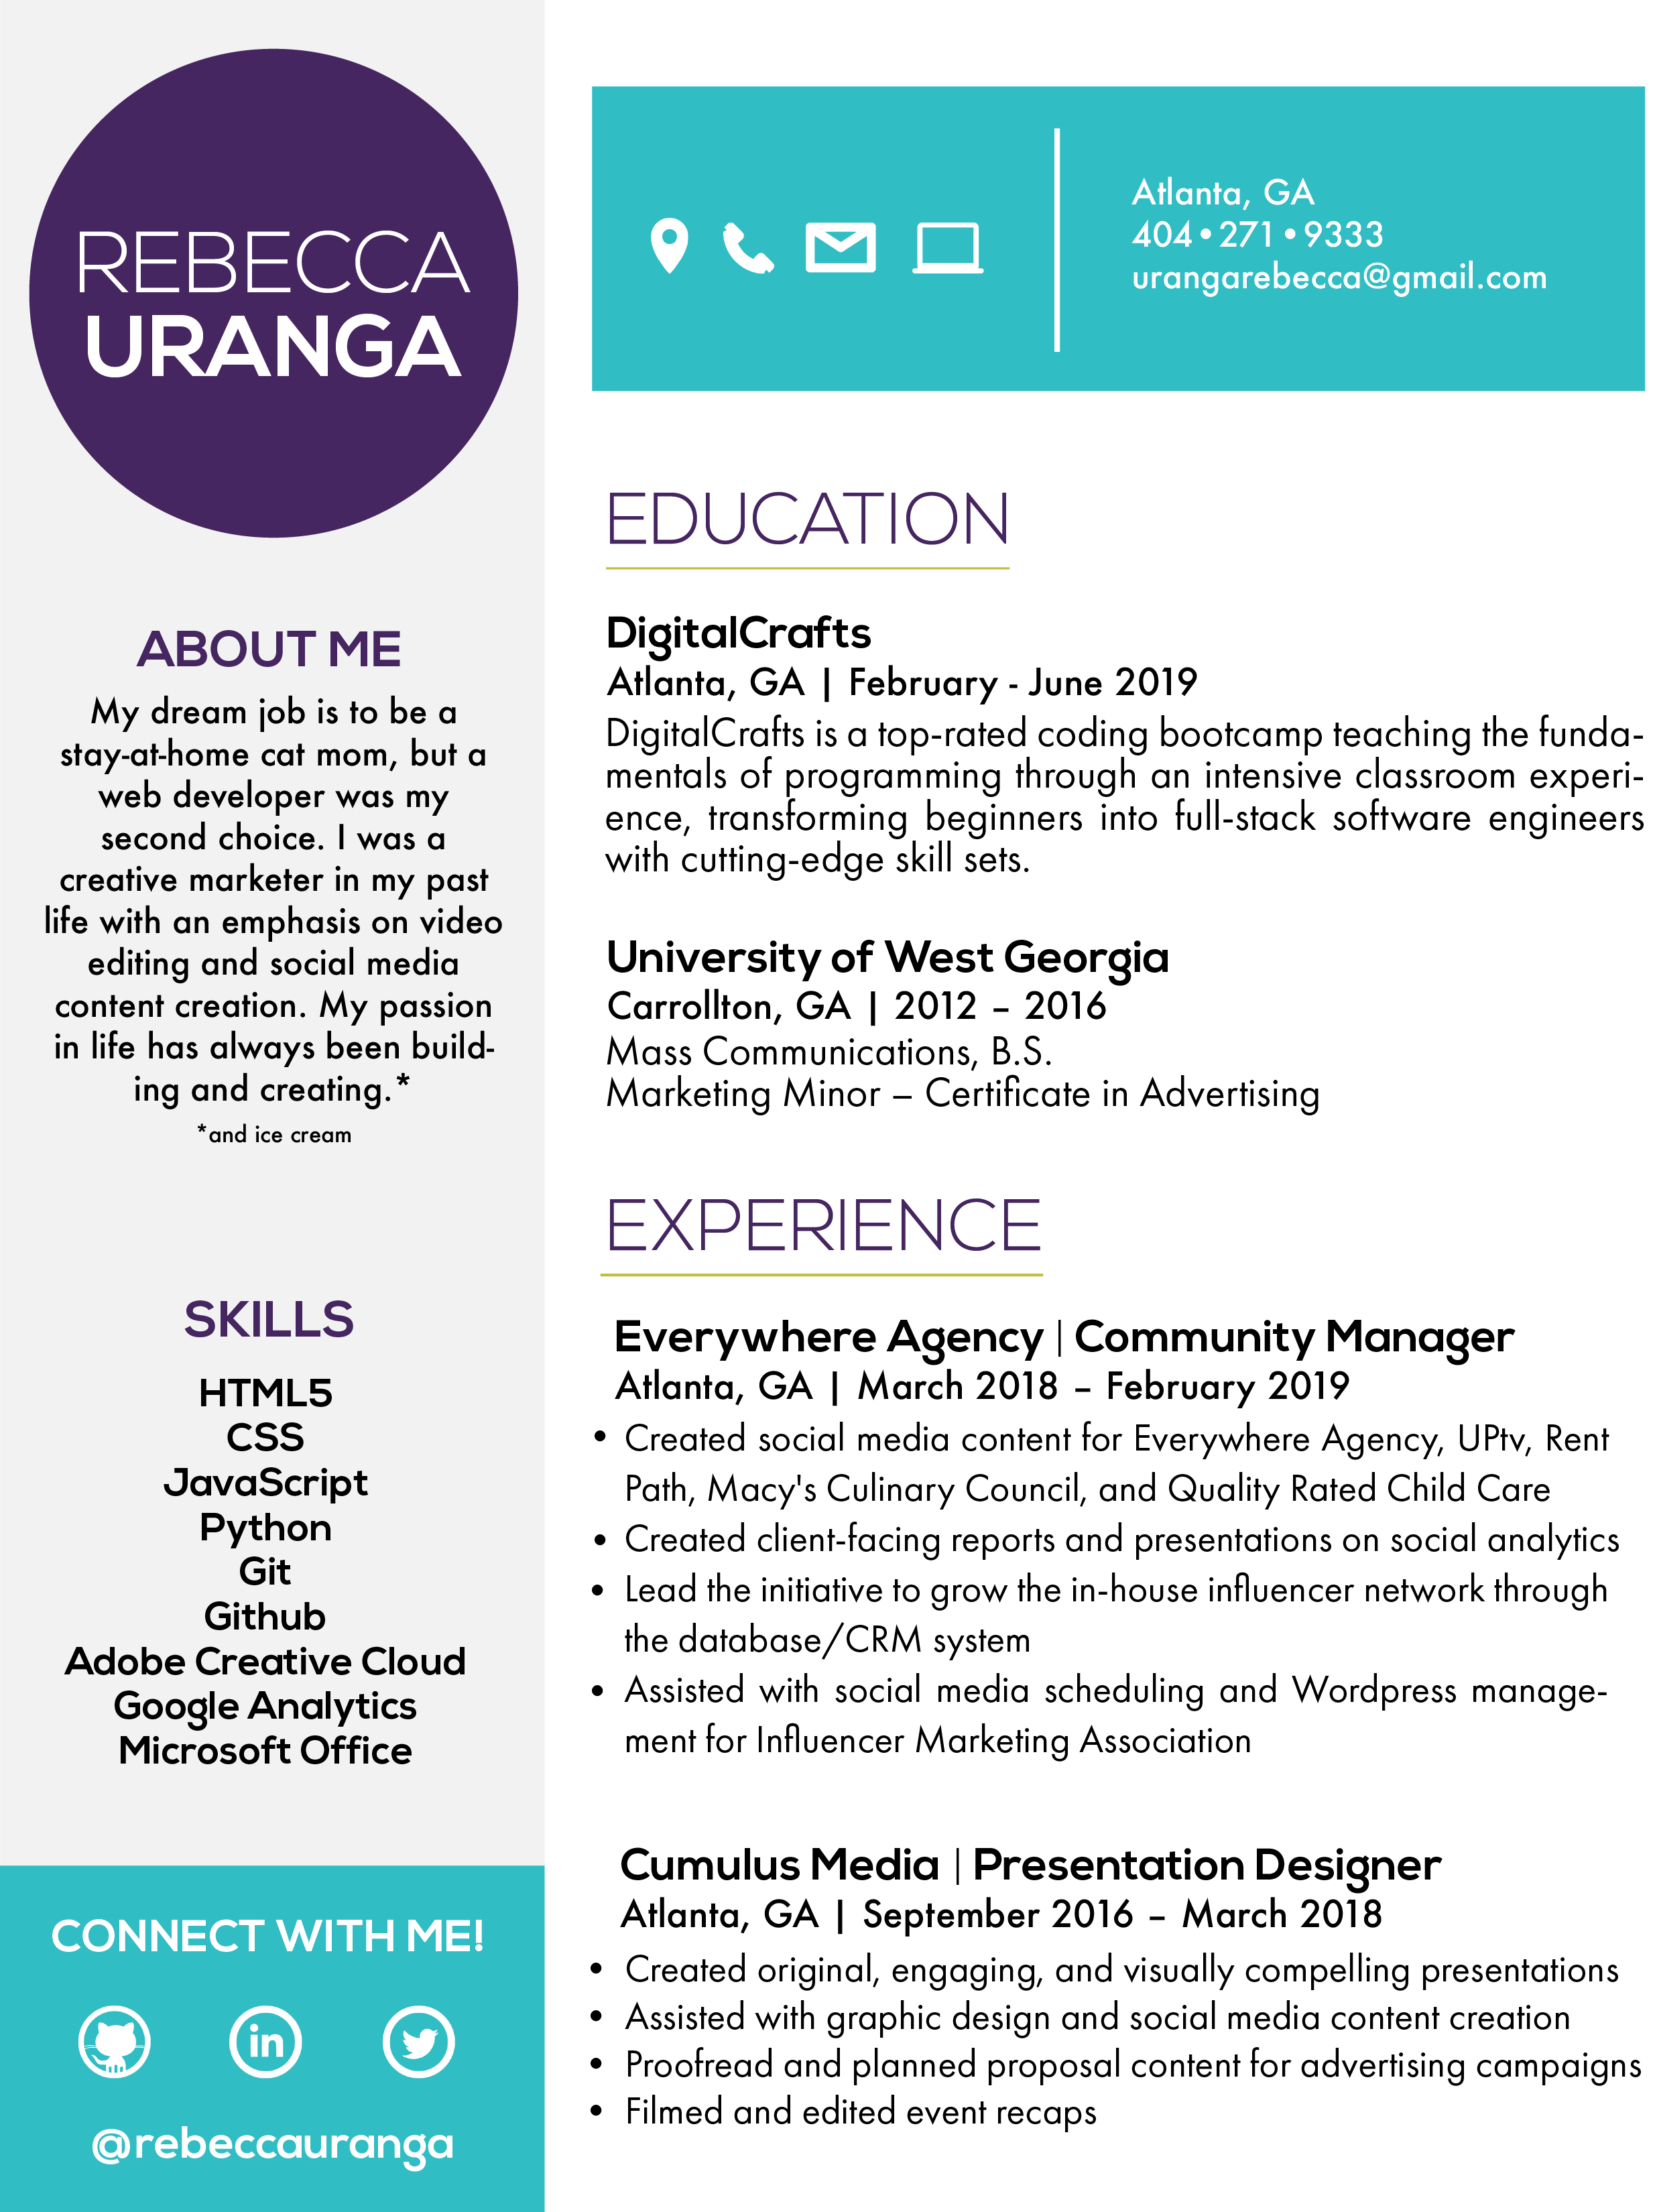 REBECCA
URANGA
Atlanta, GA
404•271•9333
urangarebecca@gmail.com
ABOUT ME
My dream job is to be a
stay-at-home cat mom, but a
web developer was my
second choice. I was a
creative marketer in my past
life with an emphasis on video
editing and social media
content creation. My passion
in life has always been build-
ing and creating.*
*and ice cream
SKILLS
HTML5
CSS
JavaScript
Python
Git
Github
Adobe Creative Cloud
Google Analytics
Microsoft Office
CONNECT WITH ME!
in
@rebeccauranga
EDUCATION
DigitalCrafts
Atlanta, GA | February - June 2019
DigitalCrafts is a top-rated coding bootcamp teaching the funda-
mentals of programming through an intensive classroom experi-
ence, transforming beginners into full-stack software engineers
with cutting-edge skill sets.
University of West Georgia
Carrollton, GA | 2012 – 2016
Mass Communications, B.S.
Marketing Minor – Certificate in Advertising
EXPERIENCE
Everywhere Agency | Community Manager
Atlanta, GA | March 2018 – February 2019
• Created social media content for Everywhere Agency, UPtv, Rent
Path, Macy's Culinary Council, and Quality Rated Child Care
• Created client-facing reports and presentations on social analytics
• Lead the initiative to grow the in-house influencer network through
the database/CRM system
• Assisted with social media scheduling and Wordpress manage-
ment for Influencer Marketing Association
Cumulus Media | Presentation Designer
Atlanta, GA | September 2016 – March 2018
• Created original, engaging, and visually compelling presentations
• Assisted with graphic design and social media content creation
• Proofread and planned proposal content for advertising campaigns
• Filmed and edited event recaps